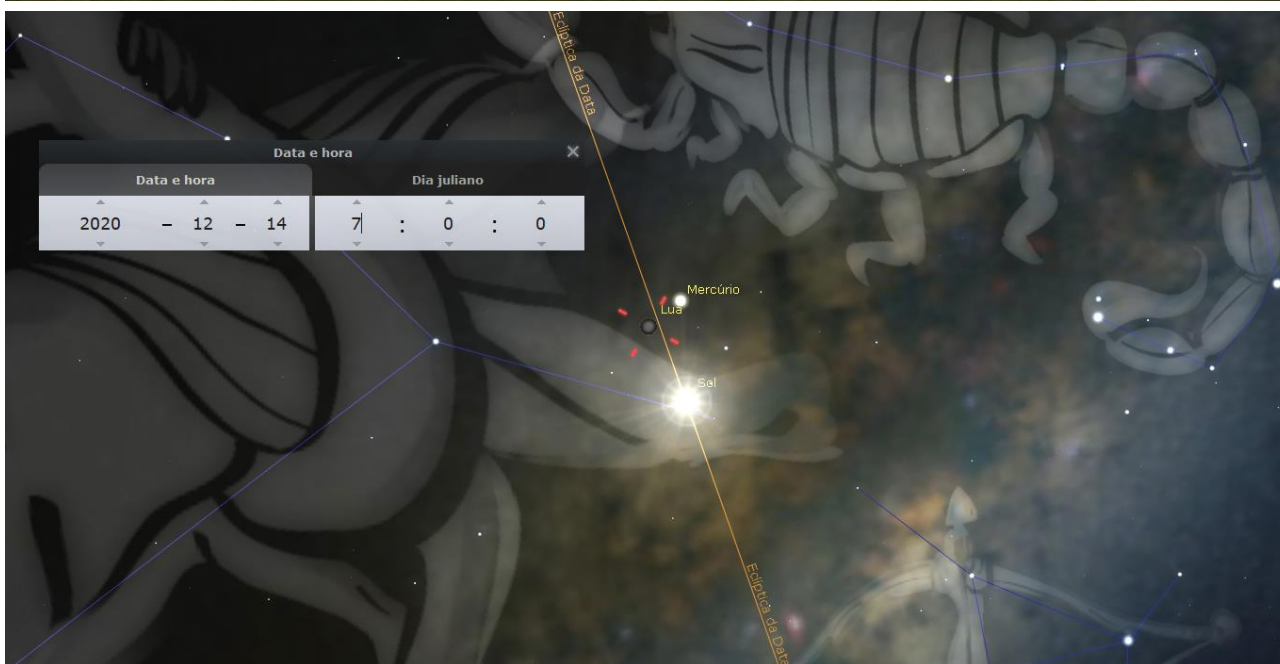 Eclíptica da Data
Data e hora
Data e hora
Dia juliano
2020 – 12 – 14
7 : 0 : 0
Mercúrio
Lua
Sol
Eclíptica da Data